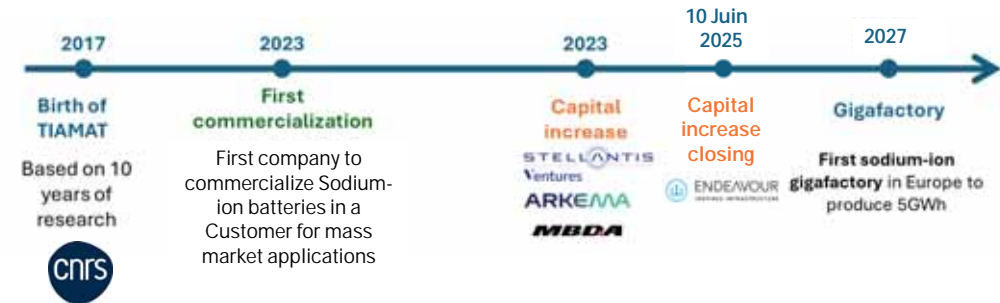 2017
Birth of
TIAMAT
Based on 10
years of
research
cnrs
2023
First
commercialization
First company to
commercialize Sodium-
ion batteries in a
Customer for mass
market applications
2023
Capital
increase
STELLANTIS
Ventures
ARKEMA
MBDA
10 Juin
2025
Capital
increase
closing
ENDEAVOUR
INSPIRED INFRASTRUCTURE
2027
Gigafactory
First sodium-ion
gigafactory in Europe to
produce 5GWh